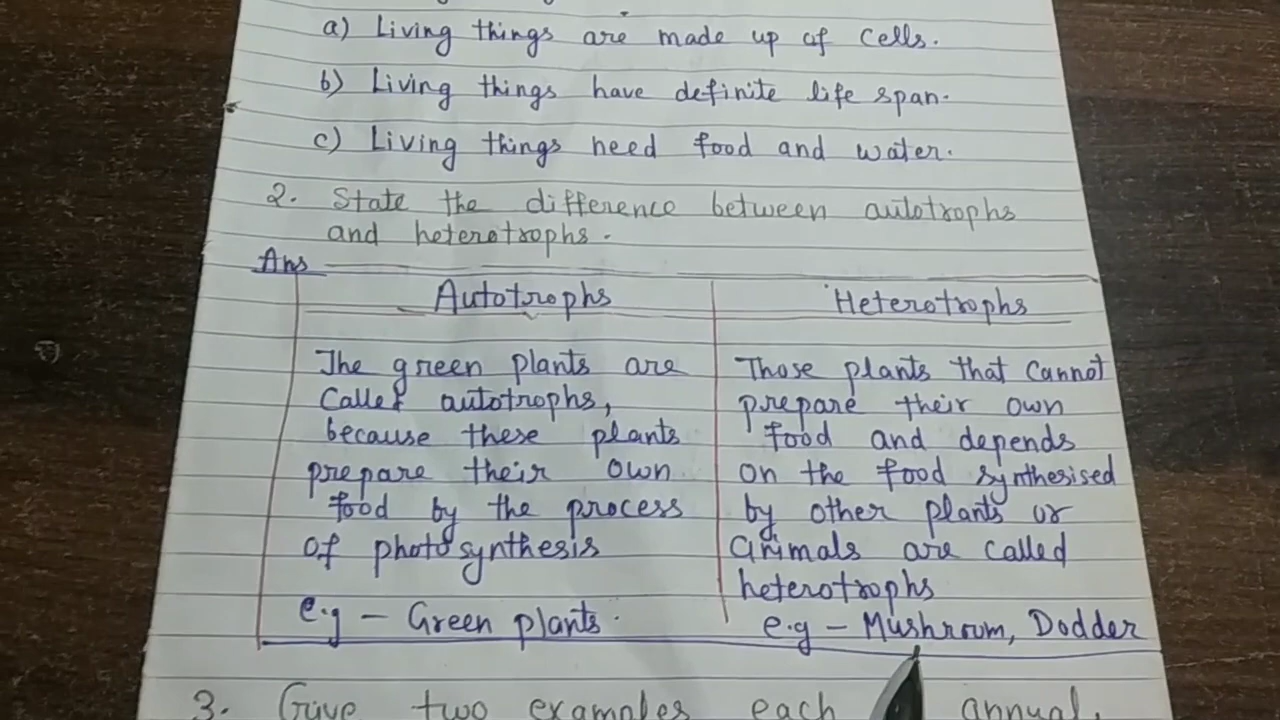 a) Living things are made up of cells.
b) Living things have definite life span.
c) Living things need food and water.
2. State the difference between autotrophs
and heterotrophs.
Ans
Autotrophs
The green plants are
Called autotrophs,
because these plants
prepare their own
food by the process
of photosynthesis
e.g - Green plants.
Heterotrophs
Those plants that cannot
prepare their own
food and depends
on the food synthesised
by other plants or
animals are called
heterotrophs
e.g - Mushroom, Dodder
3. Give two examples each annual,